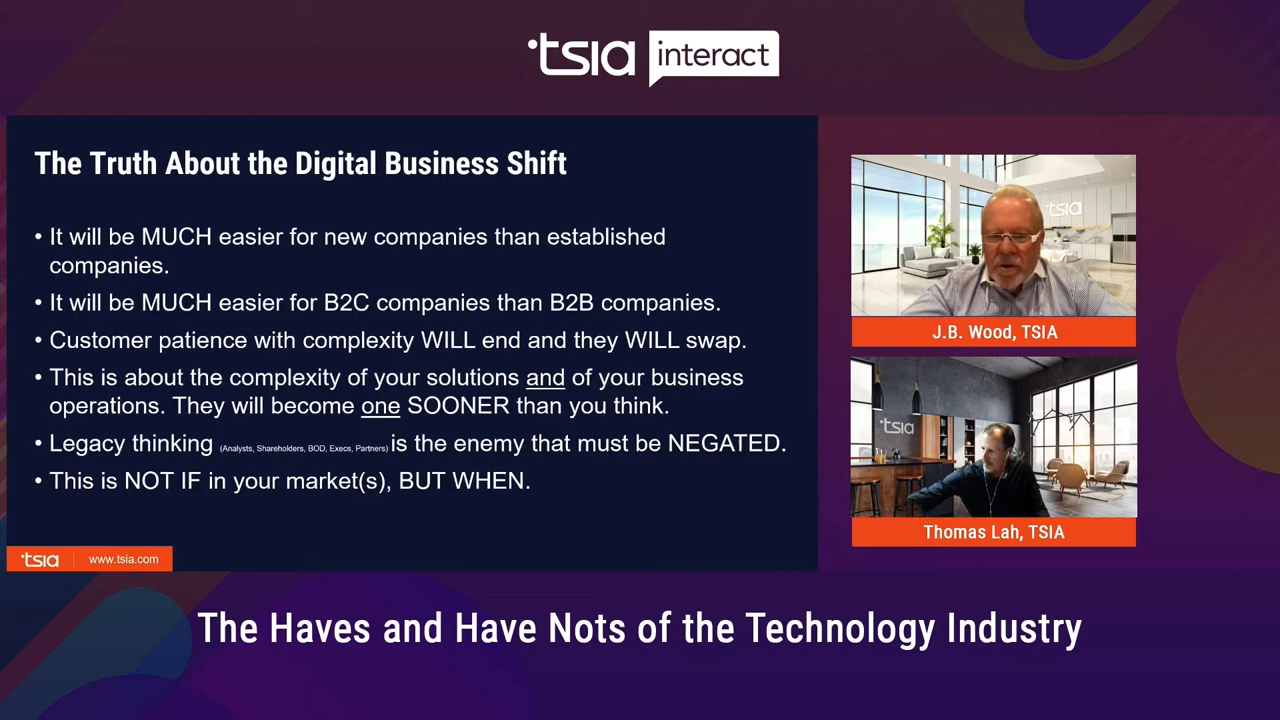 tsia interact
The Truth About the Digital Business Shift
• It will be MUCH easier for new companies than established
companies.
• It will be MUCH easier for B2C companies than B2B companies.
• Customer patience with complexity WILL end and they WILL swap.
• This is about the complexity of your solutions and of your business
operations. They will become one SOONER than you think.
• Legacy thinking (Analysts, Shareholders, BOD, Execs, Partners) is the enemy that must be NEGATED.
• This is NOT IF in your market(s), BUT WHEN.
tsia www.tsia.com
tsia
J.B. Wood, TSIA
tsia
Thomas Lah, TSIA
The Haves and Have Nots of the Technology Industry